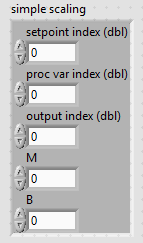 simple scaling
setpoint index (dbl)
0
proc var index (dbl)
0
output index (dbl)
0
M
0
B
0